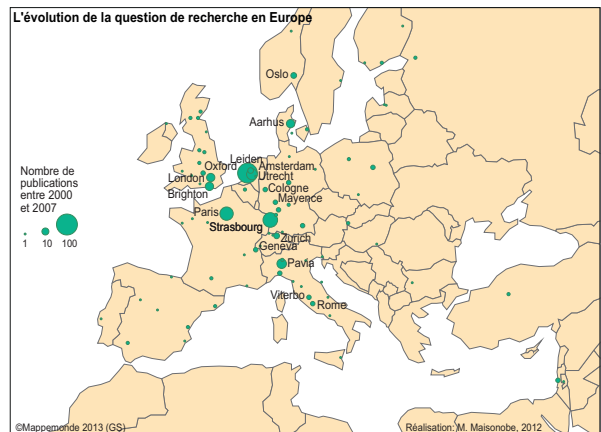 L'évolution de la question de recherche en Europe
Oslo
Aarhus
Leiden
Oxford
Amsterdam
London
Utrecht
Brighton
Cologne
Mayence
Paris
Strasbourg
Zurich
Geneva
Pavia
Viterbo
Rome
Nombre de
publications
entre 2000
et 2007
1 10 100
©Mappemonde 2013 (GS)
Réalisation: M. Maisonobe, 2012